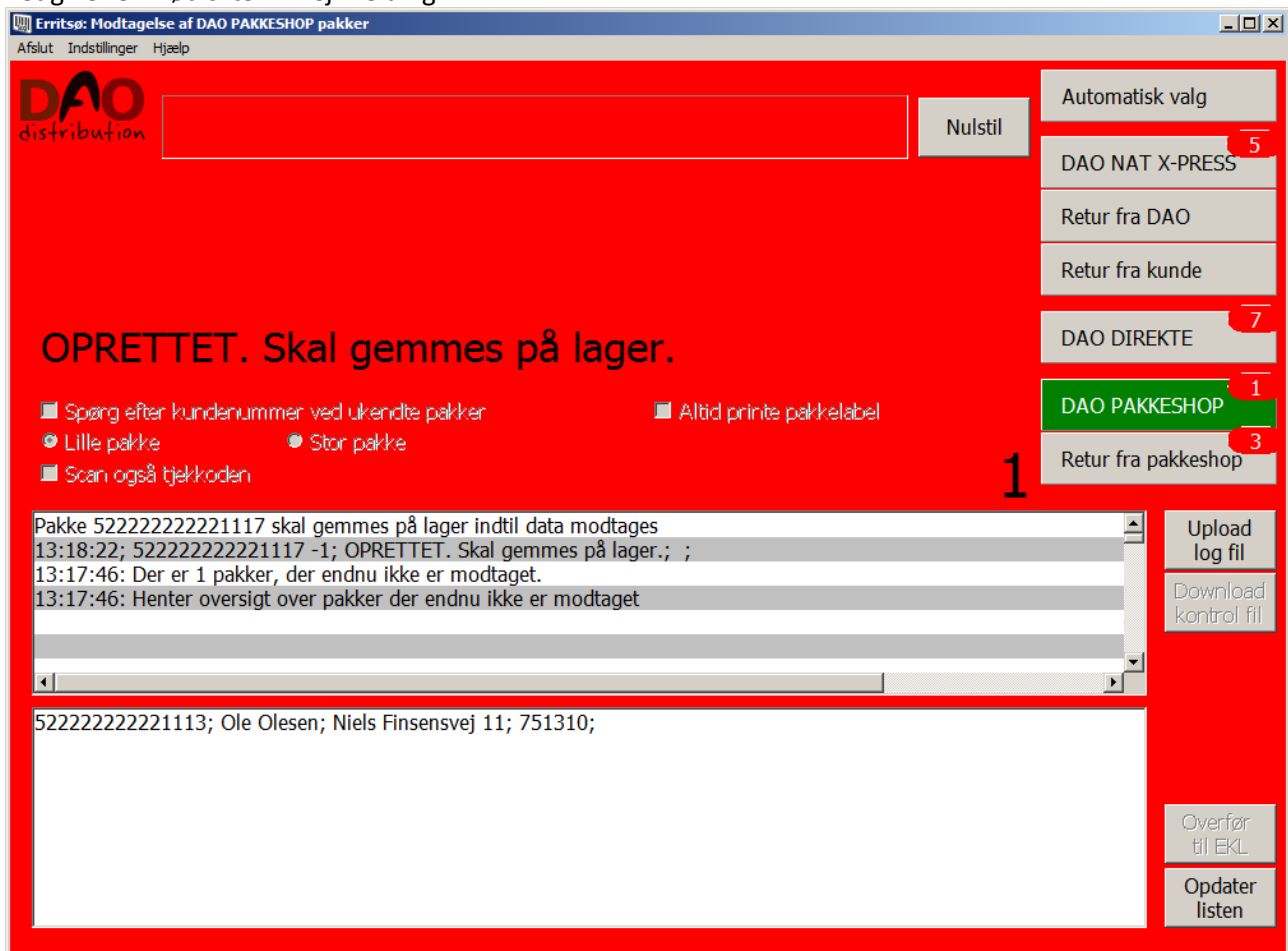 Erritsø: Modtagelse af DAO PAKKESHOP pakker
Afslut Indstillinger Hjælp
DAO
distribution
Nulstil
Automatisk valg
5
DAO NAT X-PRESS
Retur fra DAO
Retur fra kunde
7
DAO DIREKTE
1
DAO PAKKESHOP
3
Retur fra pakkeshop
OPRETTET. Skal gemmes på lager.
Spørg efter kundenummer ved ukendte pakker
Altid printe pakkelabel
Lille pakke
Stor pakke
Scan også tjekkoden
1
Pakke 522222222221117 skal gemmes på lager indtil data modtages
13:18:22; 522222222221117 -1; OPRETTET. Skal gemmes på lager.; ;
13:17:46: Der er 1 pakker, der endnu ikke er modtaget.
13:17:46: Henter oversigt over pakker der endnu ikke er modtaget
Upload
log fil
Download
kontrol fil
522222222221113; Ole Olesen; Niels Finsensvej 11; 751310;
Overfør
til EKL
Opdater
listen